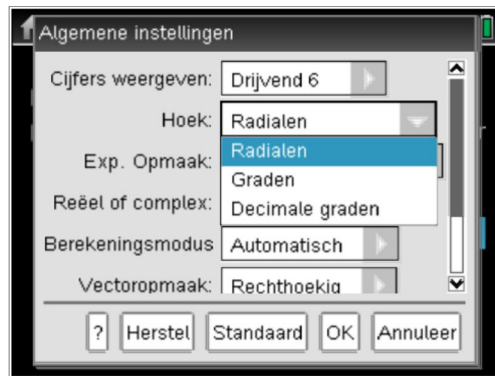 Algemene instellingen
Cijfers weergeven: Drijvend 6
Hoek: Radialen
Radialen
Exp. Opmaak:
Graden
Reëel of complex:
Decimale graden
Berekeningsmodus Automatisch
Vectoropmaak: Rechthoekig
? Herstel Standaard OK Annuleer